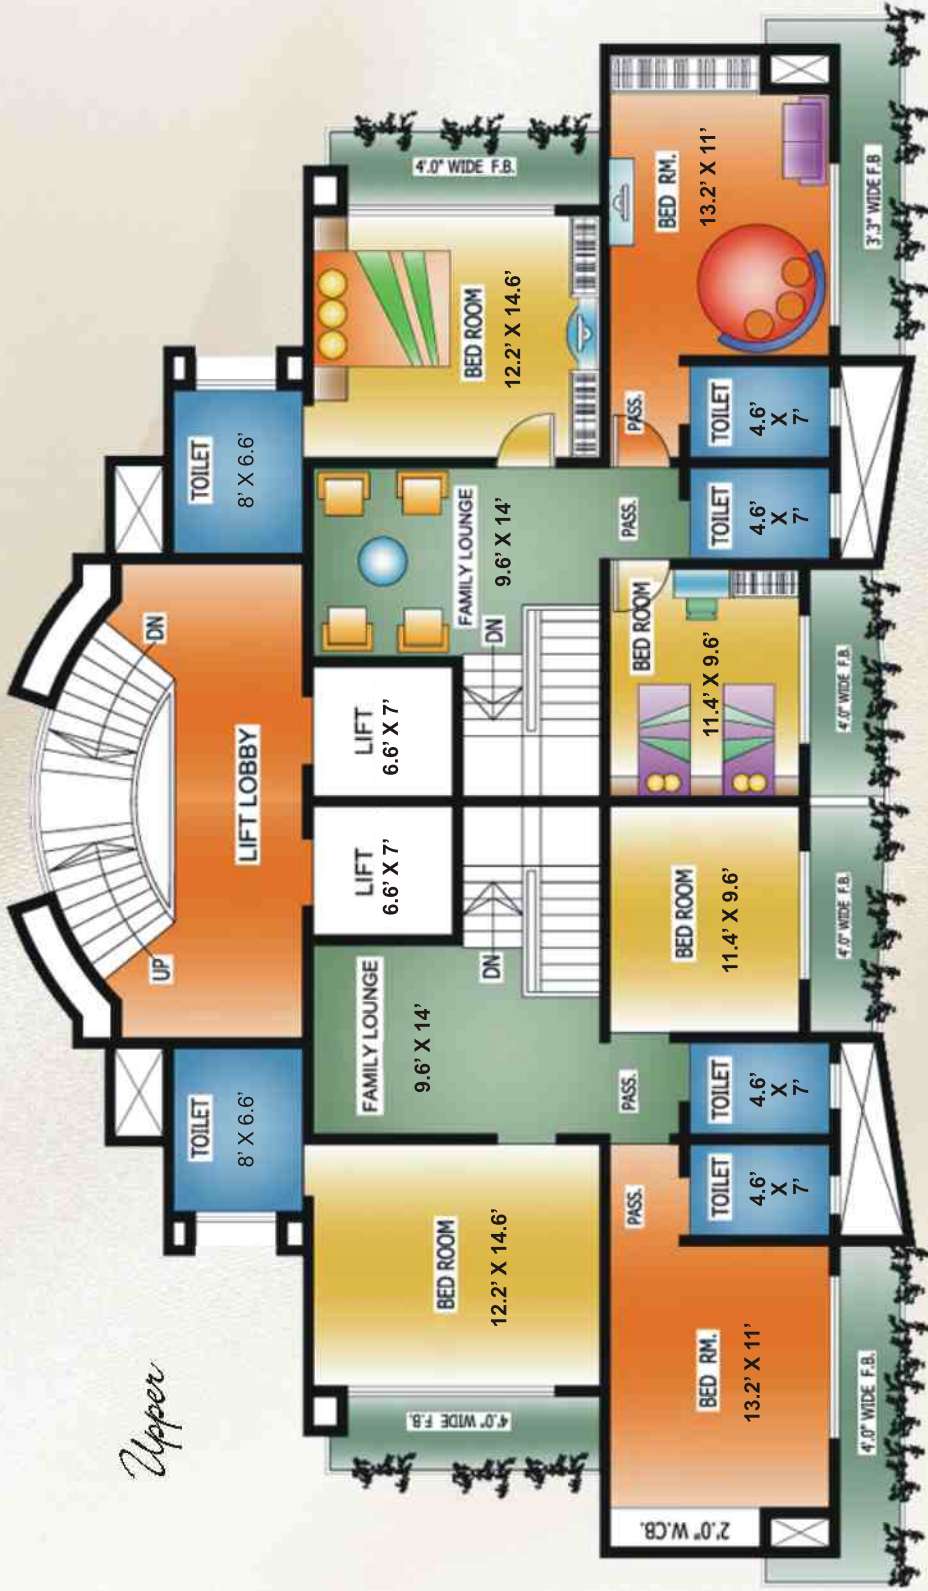 Upper
UP
DN
LIFT LOBBY
TOILET
8' X 6.6'
TOILET
8' X 6.6'
4'.0" WIDE F.B.
BED ROOM
12.2' X 14.6'
FAMILY LOUNGE
9.6' X 14'
DN
LIFT
6.6' X 7'
LIFT
6.6' X 7'
DN
FAMILY LOUNGE
9.6' X 14'
BED ROOM
12.2' X 14.6'
4'.0" WIDE F.B.
2'.0" W.CB.
BED RM.
13.2' X 11'
PASS.
PASS.
BED ROOM
11.4' X 9.6'
BED ROOM
11.4' X 9.6'
PASS.
PASS.
BED RM.
13.2' X 11'
TOILET
4.6'
X
7'
TOILET
4.6'
X
7'
TOILET
4.6'
X
7'
TOILET
4.6'
X
7'
4'.0" WIDE F.B.
4'.0" WIDE F.B.
4'.0" WIDE F.B.
3'.3" WIDE F.B